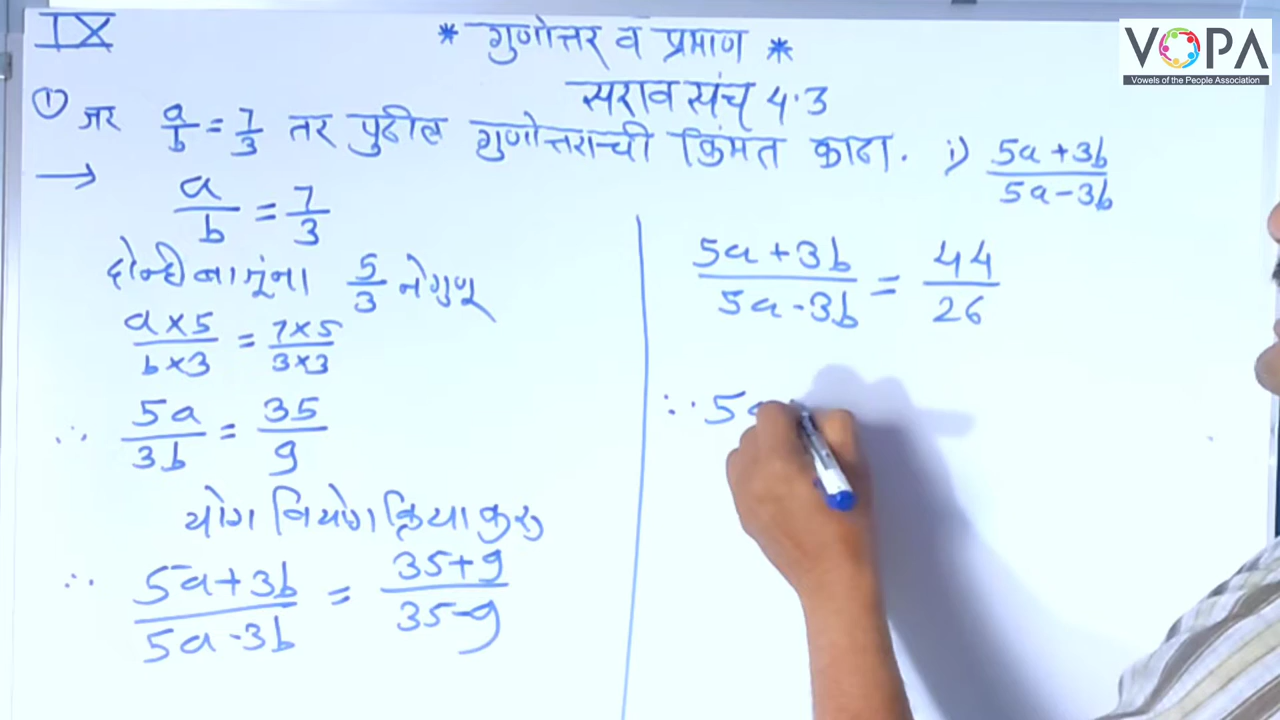 IX
* गुणोत्तर व प्रमाण *
सरावसंच 4.3
① जर a/b = 7/3 तर पुढील गुणोत्तराची किंमत काढा. i) 5a+3b/5a-3b
→ a/b = 7/3
दोन्ही बाजूंना 5/3 ने गुणू
a×5/b×3 = 7×5/3×3
∴ 5a/3b = 35/9
योग वियोग क्रिया करू
∴ 5a+3b/5a-3b = 35+9/35-9
5a+3b/5a-3b = 44/26
∴ 5a
VOPA
Vowels of the People Association